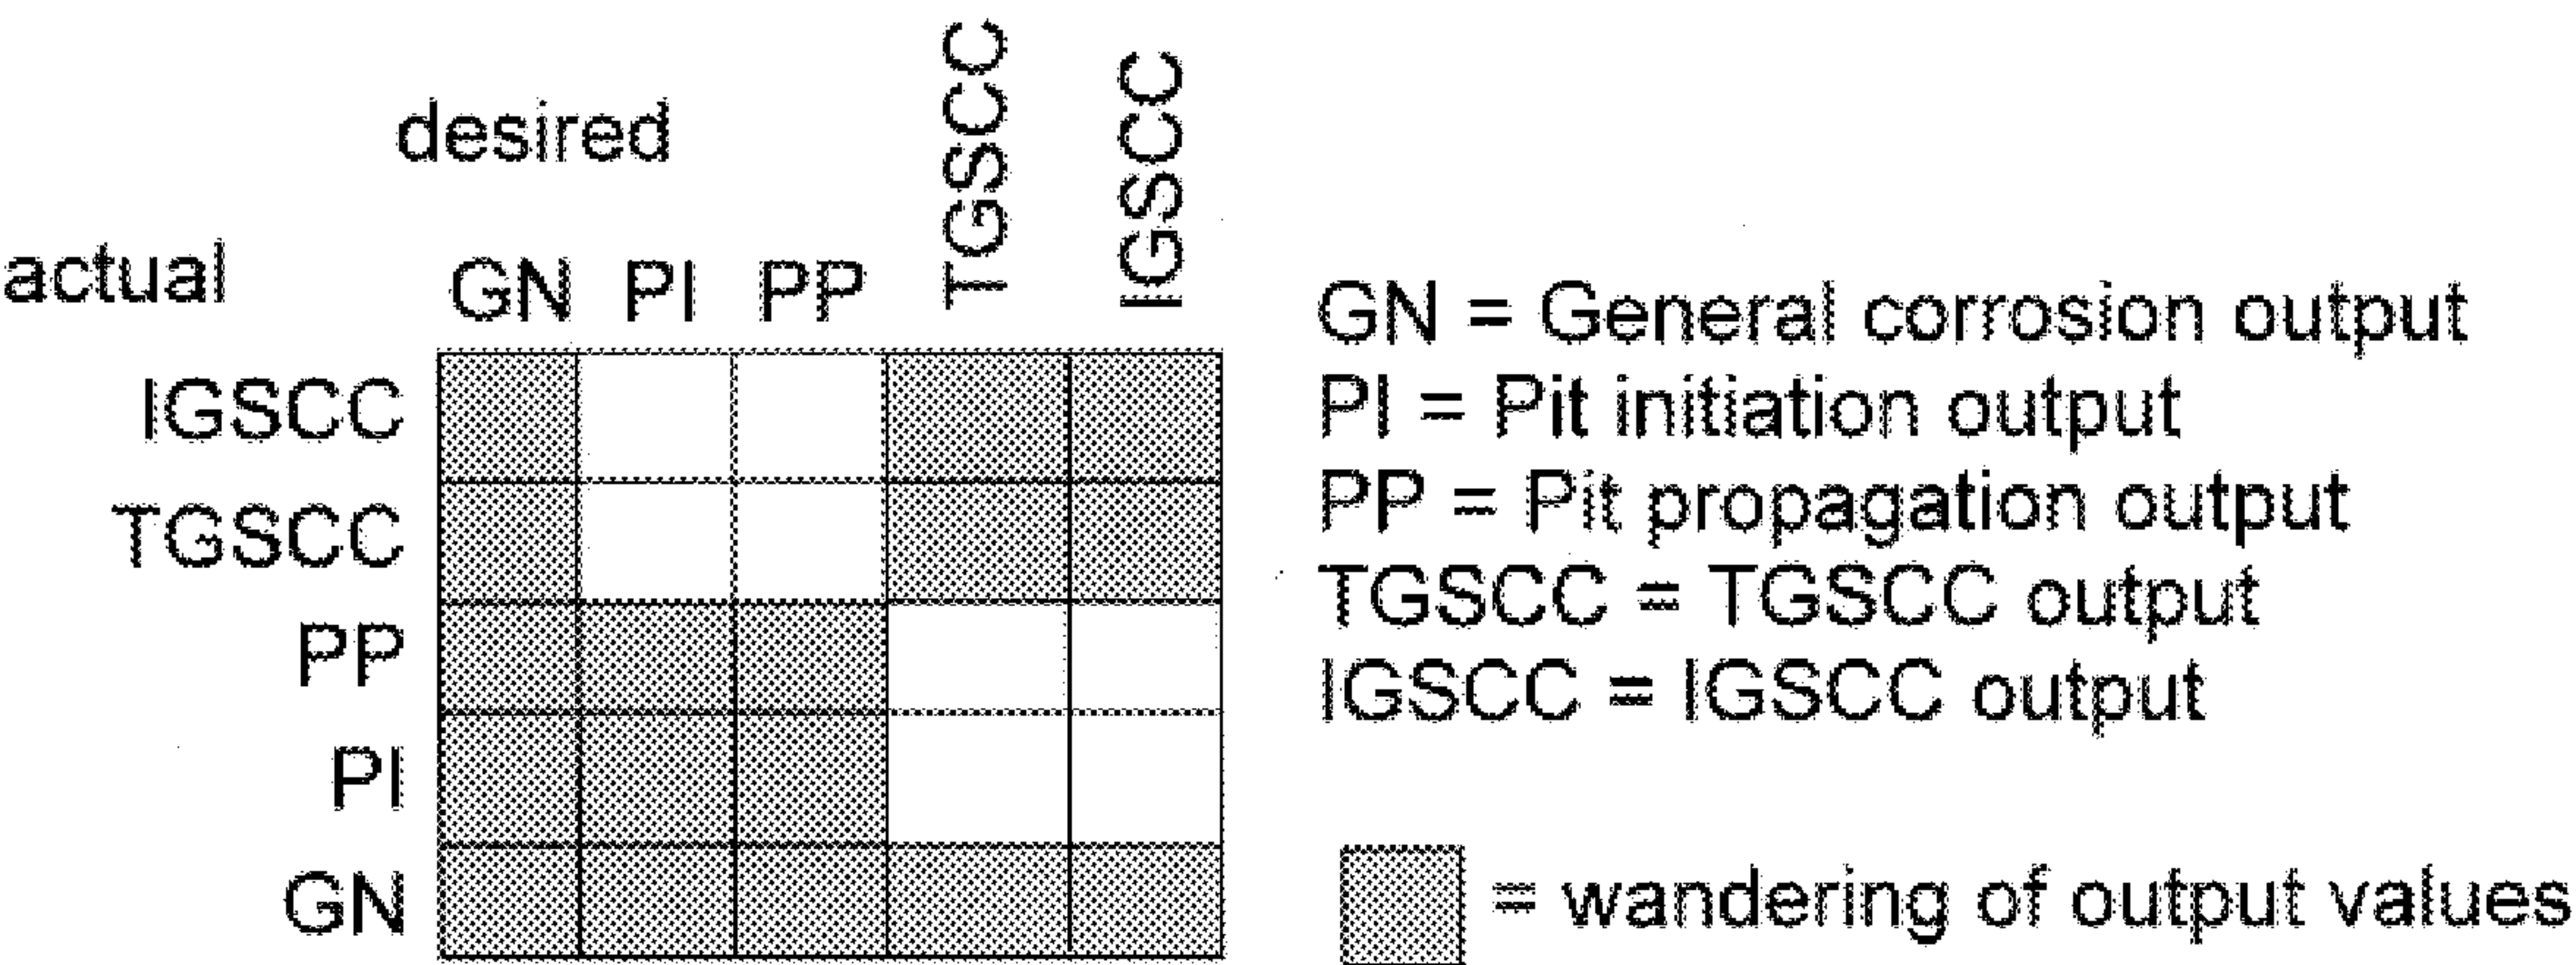 desired
actual
GN PI PP TGSCC IGSCC
IGSCC
TGSCC
PP
PI
GN
GN = General corrosion output
PI = Pit initiation output
PP = Pit propagation output
TGSCC = TGSCC output
IGSCC = IGSCC output
= wandering of output values